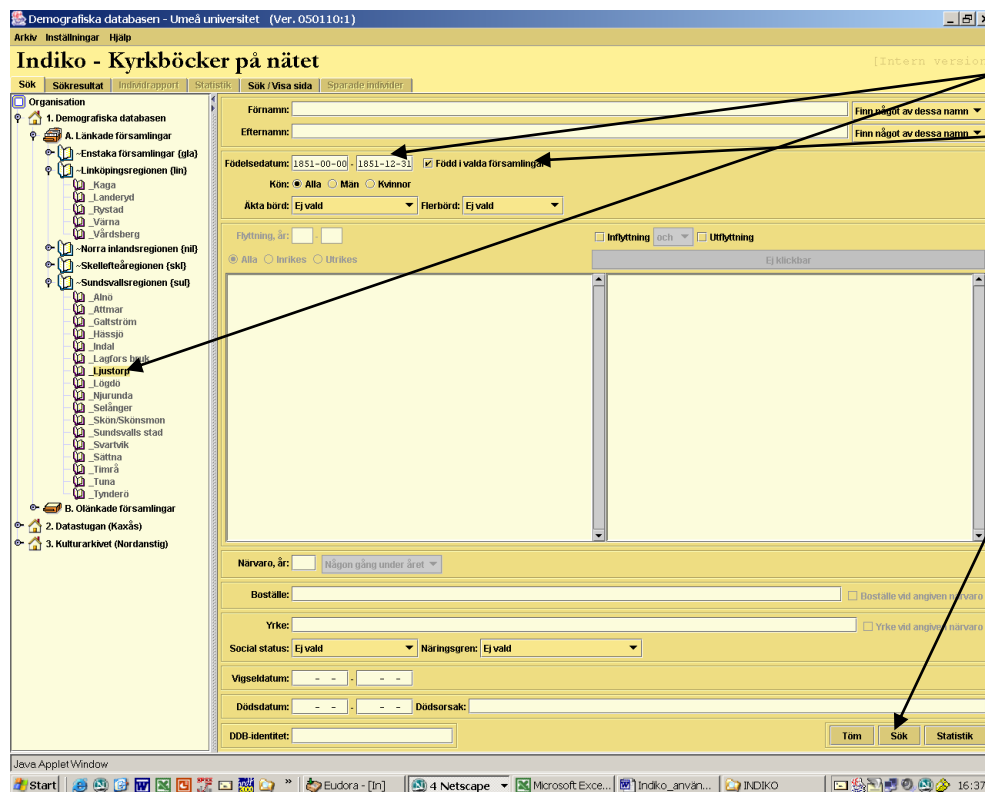 Demografiska databasen - Umeå universitet (Ver. 050110:1)
Arkiv Inställningar Hjälp
Indiko - Kyrkböcker på nätet
[Intern version
Sök Sökresultat Individrapport Statistik Sök / Visa sida Sparade individer
Organisation
1. Demografiska databasen
A. Länkade församlingar
~Enstaka församlingar {gla}
~Linköpingsregionen {lin}
_Kaga
_Landeryd
_Rystad
_Värna
_Vårdsberg
~Norra inlandsregionen {nil}
~Skellefteåregionen {skl}
~Sundsvallsregionen {sul}
_Alnö
_Attmar
_Galtström
_Hässjö
_Indal
_Lagfors bruk
_Ljustorp
_Lögdö
_Njurunda
_Selånger
_Skön/Skönsmon
_Sundsvalls stad
_Svartvik
_Sättna
_Timrå
_Tuna
_Tynderö
B. Olänkade församlingar
2. Datastugan (Kaxås)
3. Kulturarkivet (Nordanstig)
Förnamn: Finn något av dessa namn
Efternamn: Finn något av dessa namn
Födelsedatum: 1851-00-00 - 1851-12-31 Född i valda församlingar
Kön: Alla Män Kvinnor
Äkta börd: Ej vald Flerbörd: Ej vald
Flyttning, år: - Inflyttning och Utflyttning
Alla Inrikes Utrikes Ej klickbar
Närvaro, år: Någon gång under året
Boställe: Boställe vid angiven närvaro
Yrke: Yrke vid angiven närvaro
Social status: Ej vald Näringsgren: Ej vald
Vigseldatum: - - - - -
Dödsdatum: - - - - - Dödsorsak:
DDB-identitet: Töm Sök Statistik
Java Applet Window
Start » Eudora - [In] 4 Netscape Microsoft Exce... Indiko_använ... INDIKO 16:37